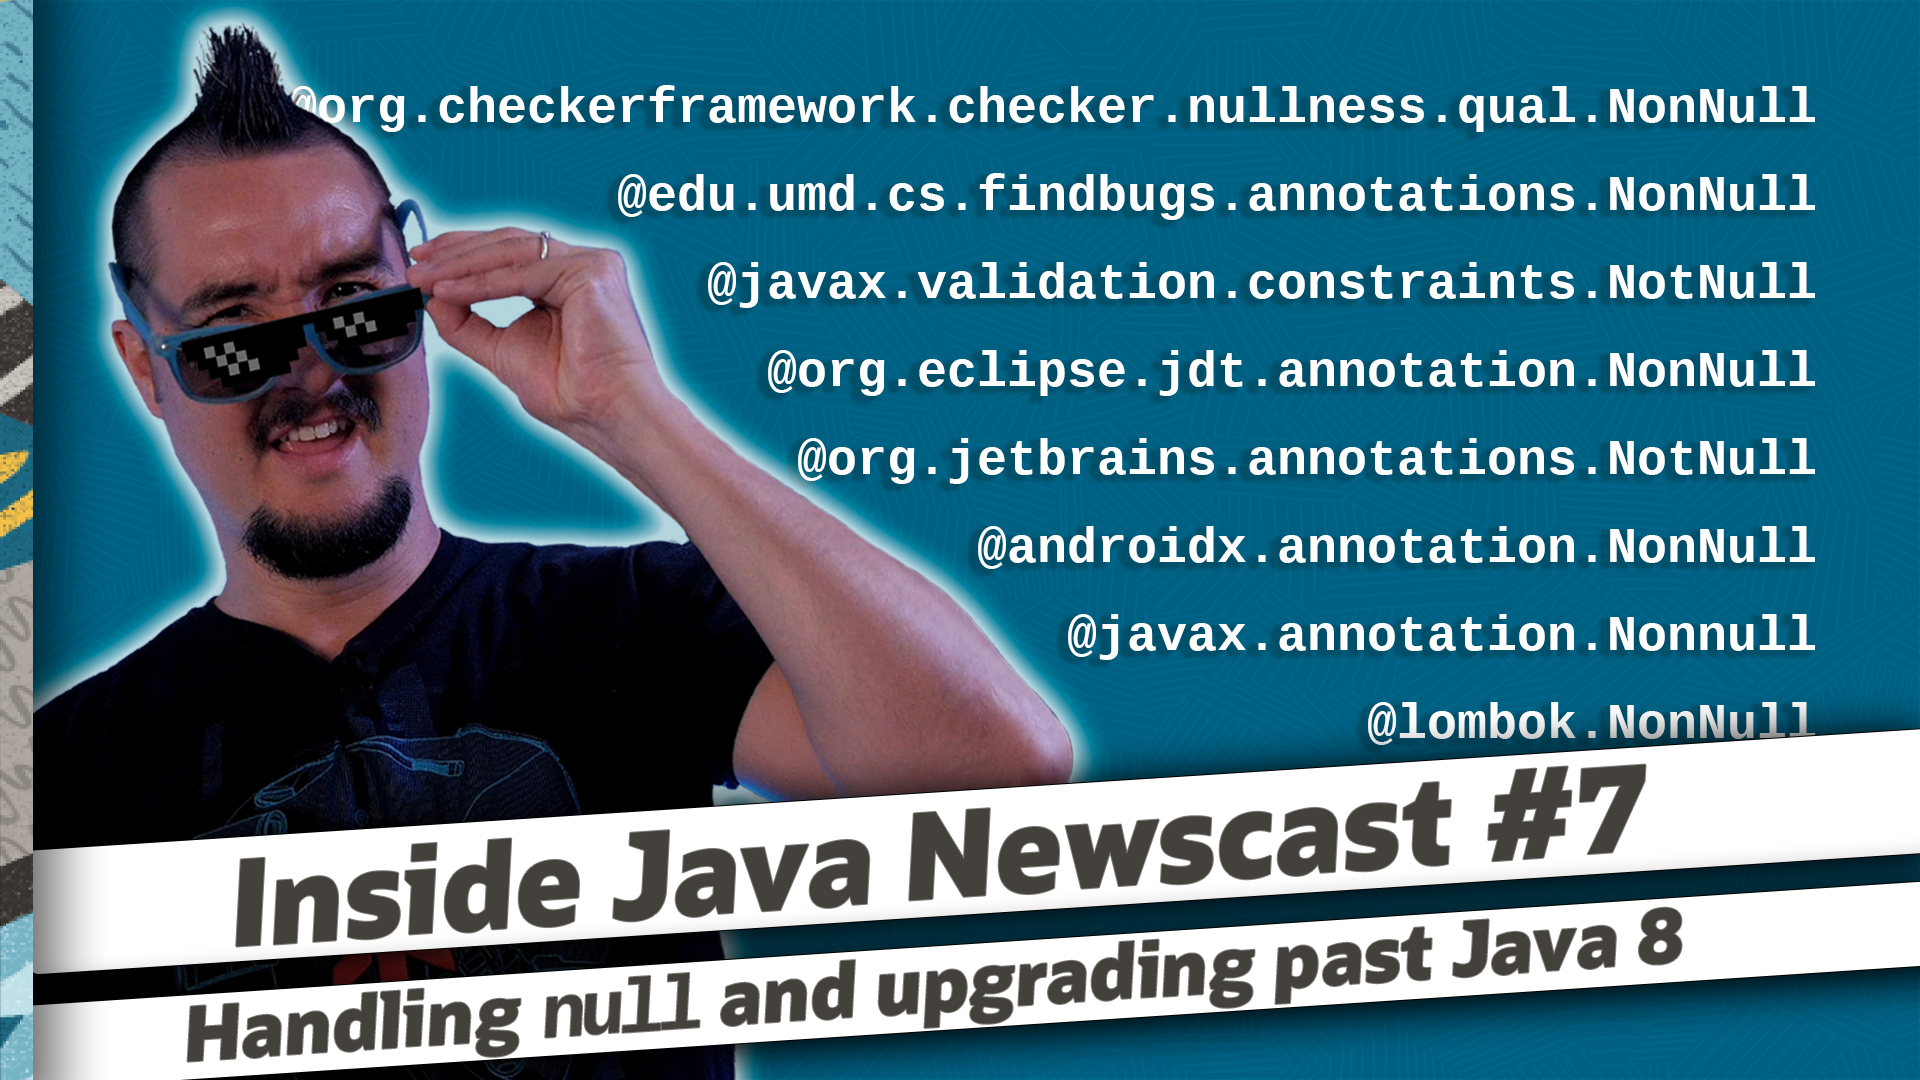 @org.checkerframework.checker.nullness.qual.NonNull
@edu.umd.cs.findbugs.annotations.NonNull
@javax.validation.constraints.NotNull
@org.eclipse.jdt.annotation.NonNull
@org.jetbrains.annotations.NotNull
@androidx.annotation.NonNull
@javax.annotation.Nonnull
@lombok.NonNull
Inside Java Newscast #7
Handling null and upgrading past Java 8